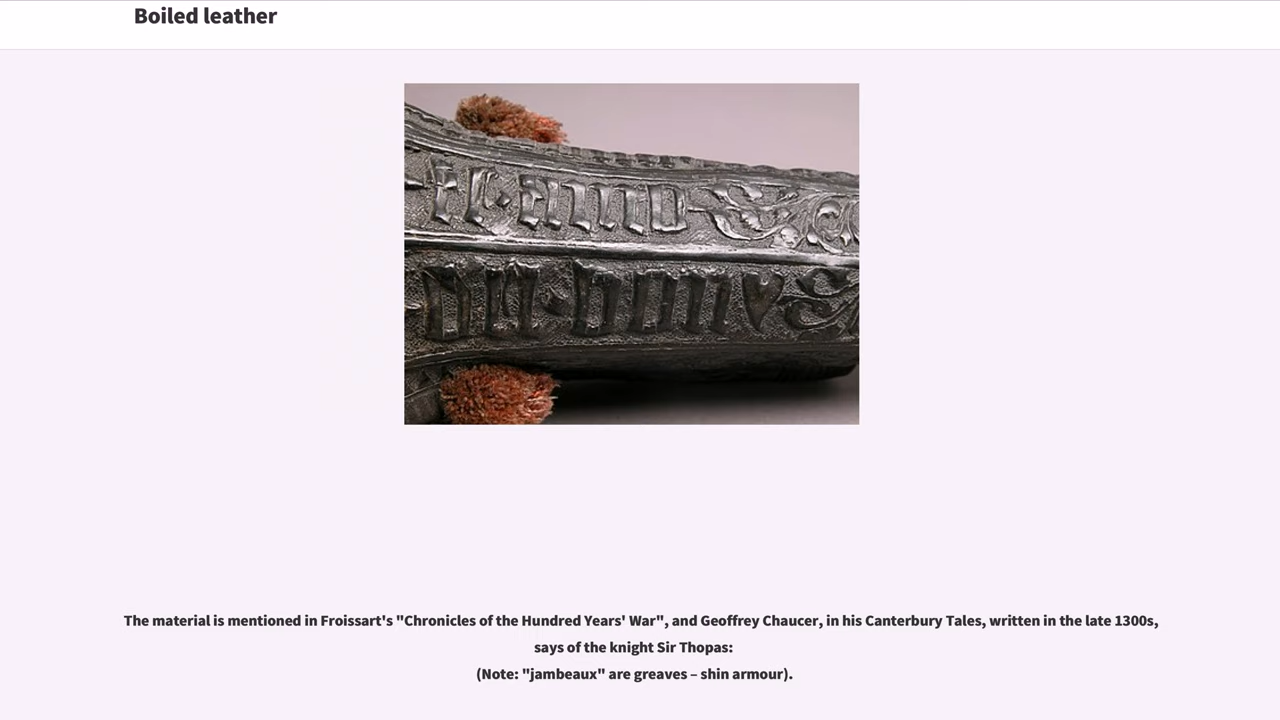 Boiled leather
The material is mentioned in Froissart's "Chronicles of the Hundred Years' War", and Geoffrey Chaucer, in his Canterbury Tales, written in the late 1300s,
says of the knight Sir Thopas:
(Note: "jambeaux" are greaves – shin armour).